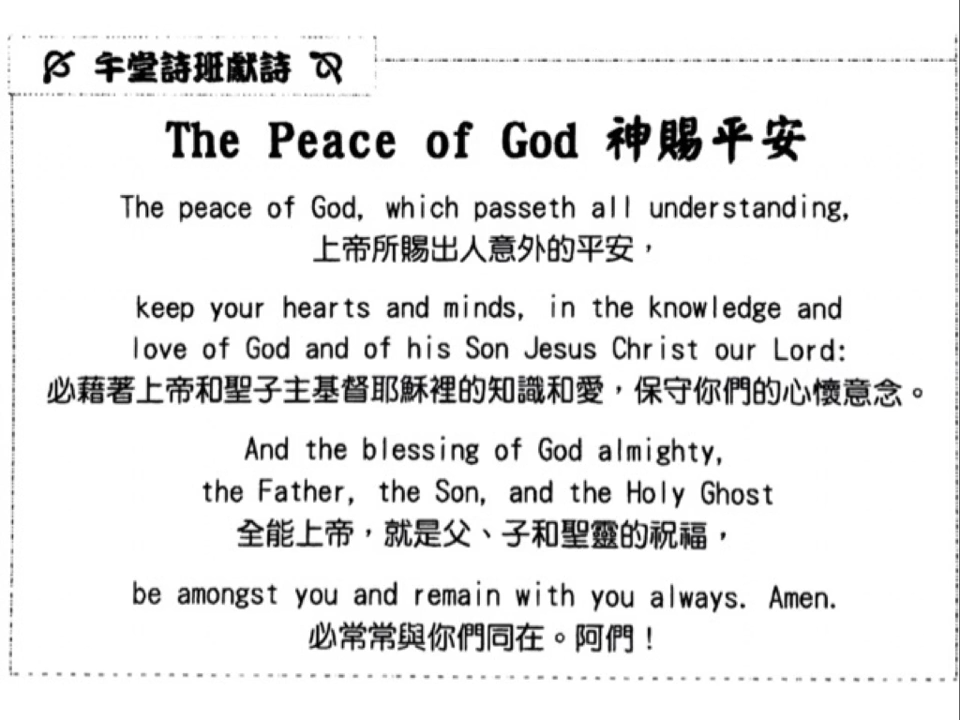 午堂詩班獻詩
The Peace of God 神賜平安
The peace of God, which passeth all understanding,
上帝所賜出人意外的平安，
keep your hearts and minds, in the knowledge and
love of God and of his Son Jesus Christ our Lord:
必藉著上帝和聖子主基督耶穌裡的知識和愛，保守你們的心懷意念。
And the blessing of God almighty,
the Father, the Son, and the Holy Ghost
全能上帝，就是父、子和聖靈的祝福，
be amongst you and remain with you always. Amen.
必常常與你們同在。阿們！